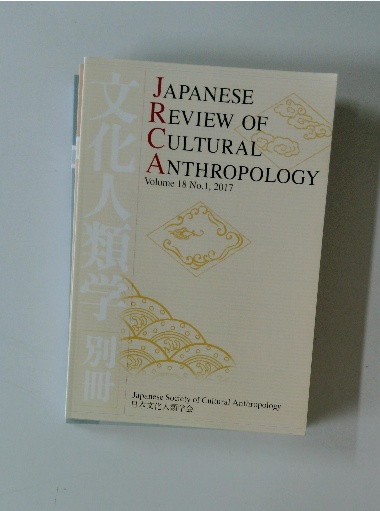 文化人類学 別冊
JAPANESE
REVIEW OF
CULTURAL
ANTHROPOLOGY
Volume 18 No.1, 2017
Japanese Society of Cultural Anthropology
日本文化人類学会